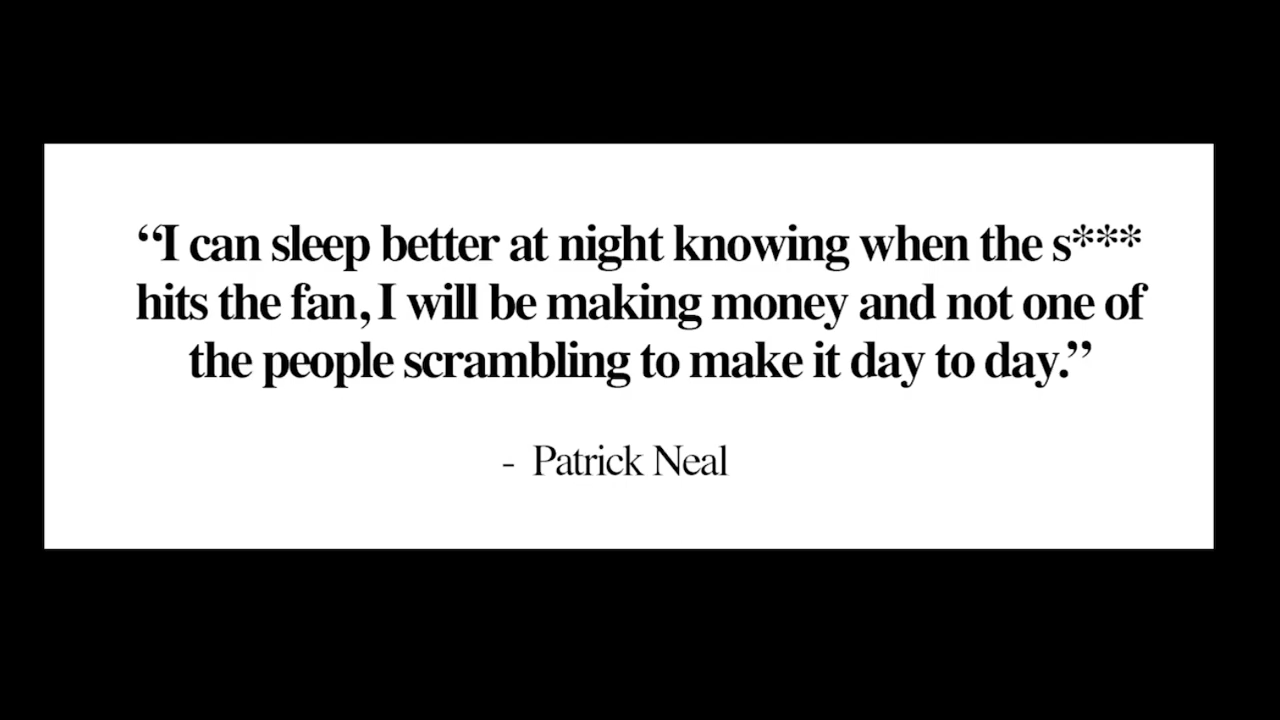 “I can sleep better at night knowing when the s***
hits the fan, I will be making money and not one of
the people scrambling to make it day to day.”
- Patrick Neal